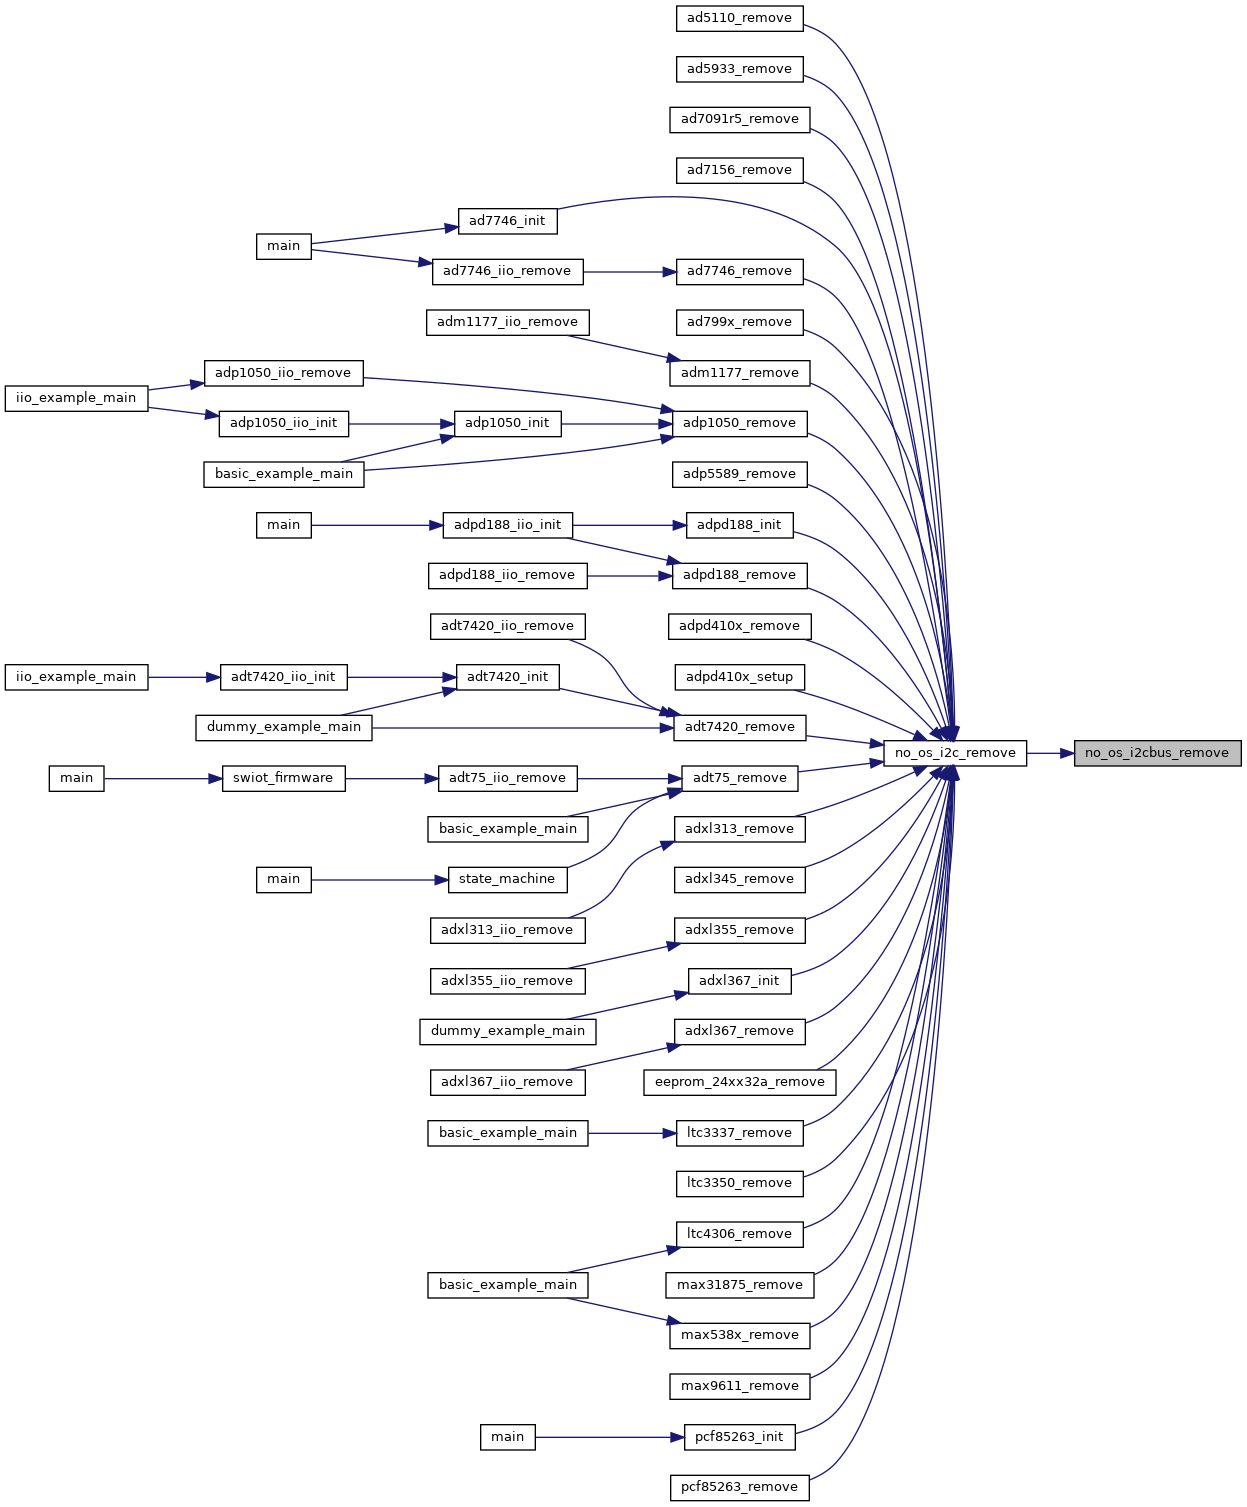 ad5110_remove
ad5933_remove
ad7091r5_remove
ad7156_remove
ad7746_init
main
ad7746_iio_remove
ad7746_remove
adm1177_iio_remove
ad799x_remove
adp1050_iio_remove
adm1177_remove
iio_example_main
adp1050_iio_init
adp1050_init
adp1050_remove
basic_example_main
adp5589_remove
main
adpd188_iio_init
adpd188_init
adpd188_iio_remove
adpd188_remove
adt7420_iio_remove
adpd410x_remove
iio_example_main
adt7420_iio_init
adt7420_init
adpd410x_setup
dummy_example_main
adt7420_remove
no_os_i2c_remove
no_os_i2cbus_remove
main
swiot_firmware
adt75_iio_remove
adt75_remove
basic_example_main
adxl313_remove
main
state_machine
adxl345_remove
adxl313_iio_remove
adxl355_remove
adxl355_iio_remove
adxl367_init
dummy_example_main
adxl367_remove
adxl367_iio_remove
eeprom_24xx32a_remove
basic_example_main
ltc3337_remove
ltc3350_remove
ltc4306_remove
basic_example_main
max31875_remove
max538x_remove
max9611_remove
main
pcf85263_init
pcf85263_remove